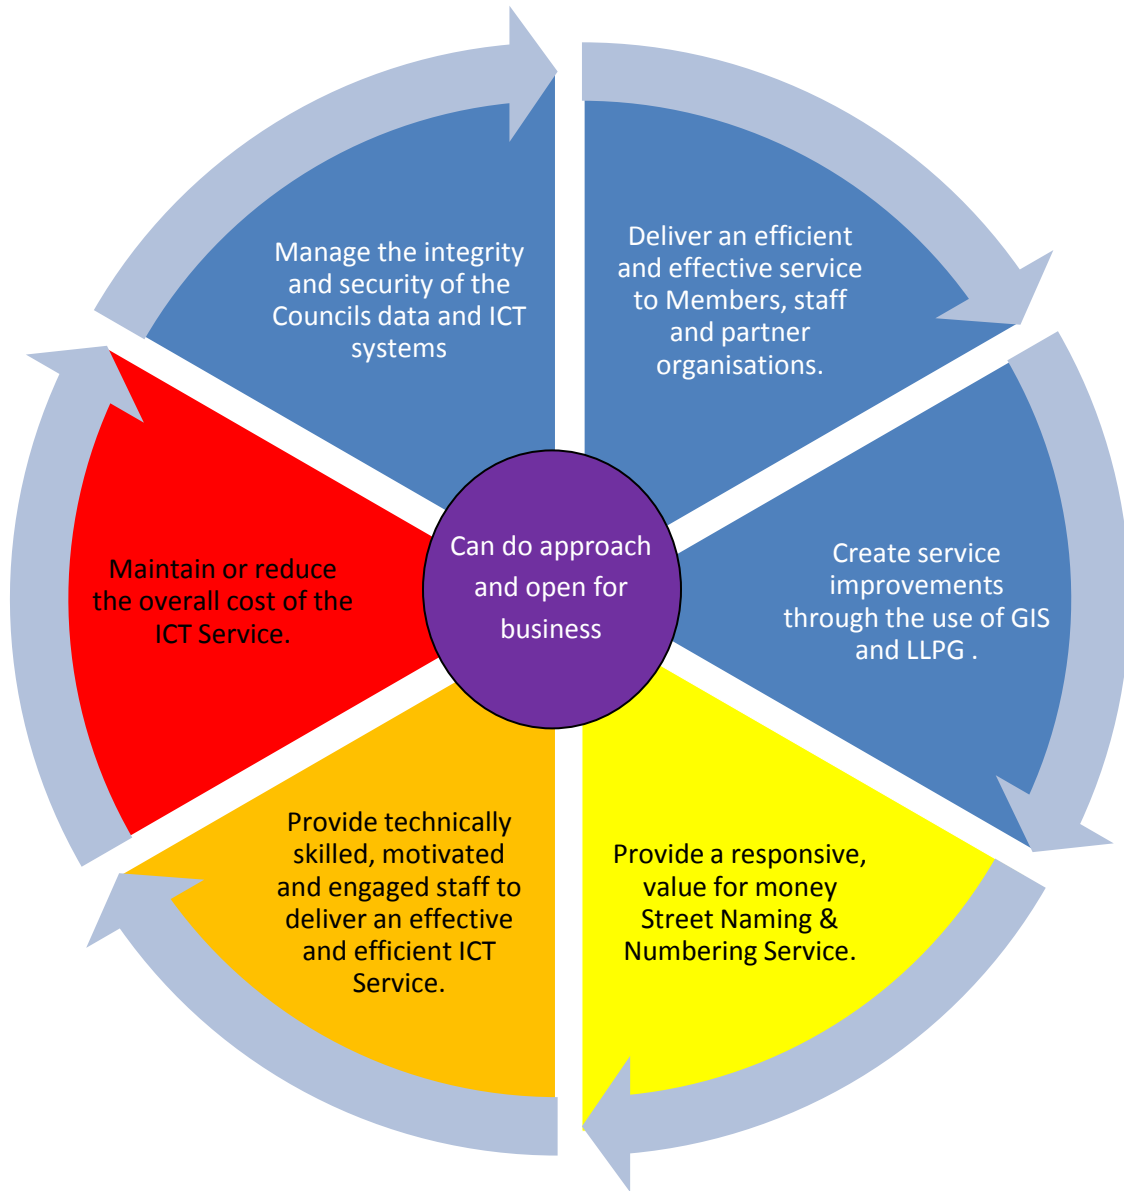 Manage the integrity
and security of the
Councils data and ICT
systems
Deliver an efficient
and effective service
to Members, staff
and partner
organisations.
Can do approach
and open for
business
Create service
improvements
through the use of GIS
and LLPG .
Maintain or reduce
the overall cost of the
ICT Service.
Provide technically
skilled, motivated
and engaged staff to
deliver an effective
and efficient ICT
Service.
Provide a responsive,
value for money
Street Naming &
Numbering Service.